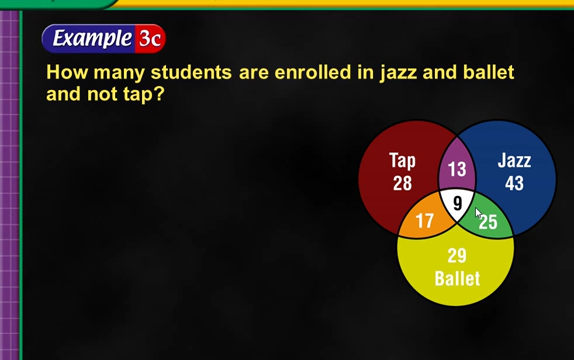 Example 3c
How many students are enrolled in jazz and ballet
and not tap?
Tap
28
13
Jazz
43
9
17
25
29
Ballet